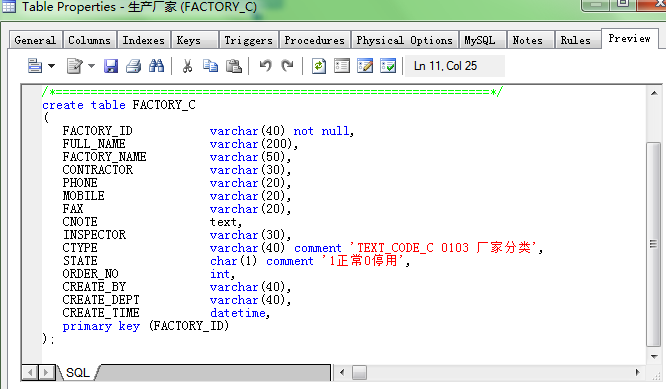 Table Properties - 生产厂家 (FACTORY_C)
General Columns Indexes Keys Triggers Procedures Physical Options MySQL Notes Rules Preview
Ln 11, Col 25
/*==============================================================*/
create table FACTORY_C
(
FACTORY_ID varchar(40) not null,
FULL_NAME varchar(200),
FACTORY_NAME varchar(50),
CONTRACTOR varchar(30),
PHONE varchar(20),
MOBILE varchar(20),
FAX varchar(20),
CNOTE text,
INSPECTOR varchar(30),
CTYPE varchar(40) comment 'TEXT_CODE_C 0103 厂家分类',
STATE char(1) comment '1正常0停用',
ORDER_NO int,
CREATE_BY varchar(40),
CREATE_DEPT varchar(40),
CREATE_TIME datetime,
primary key (FACTORY_ID)
);
SQL